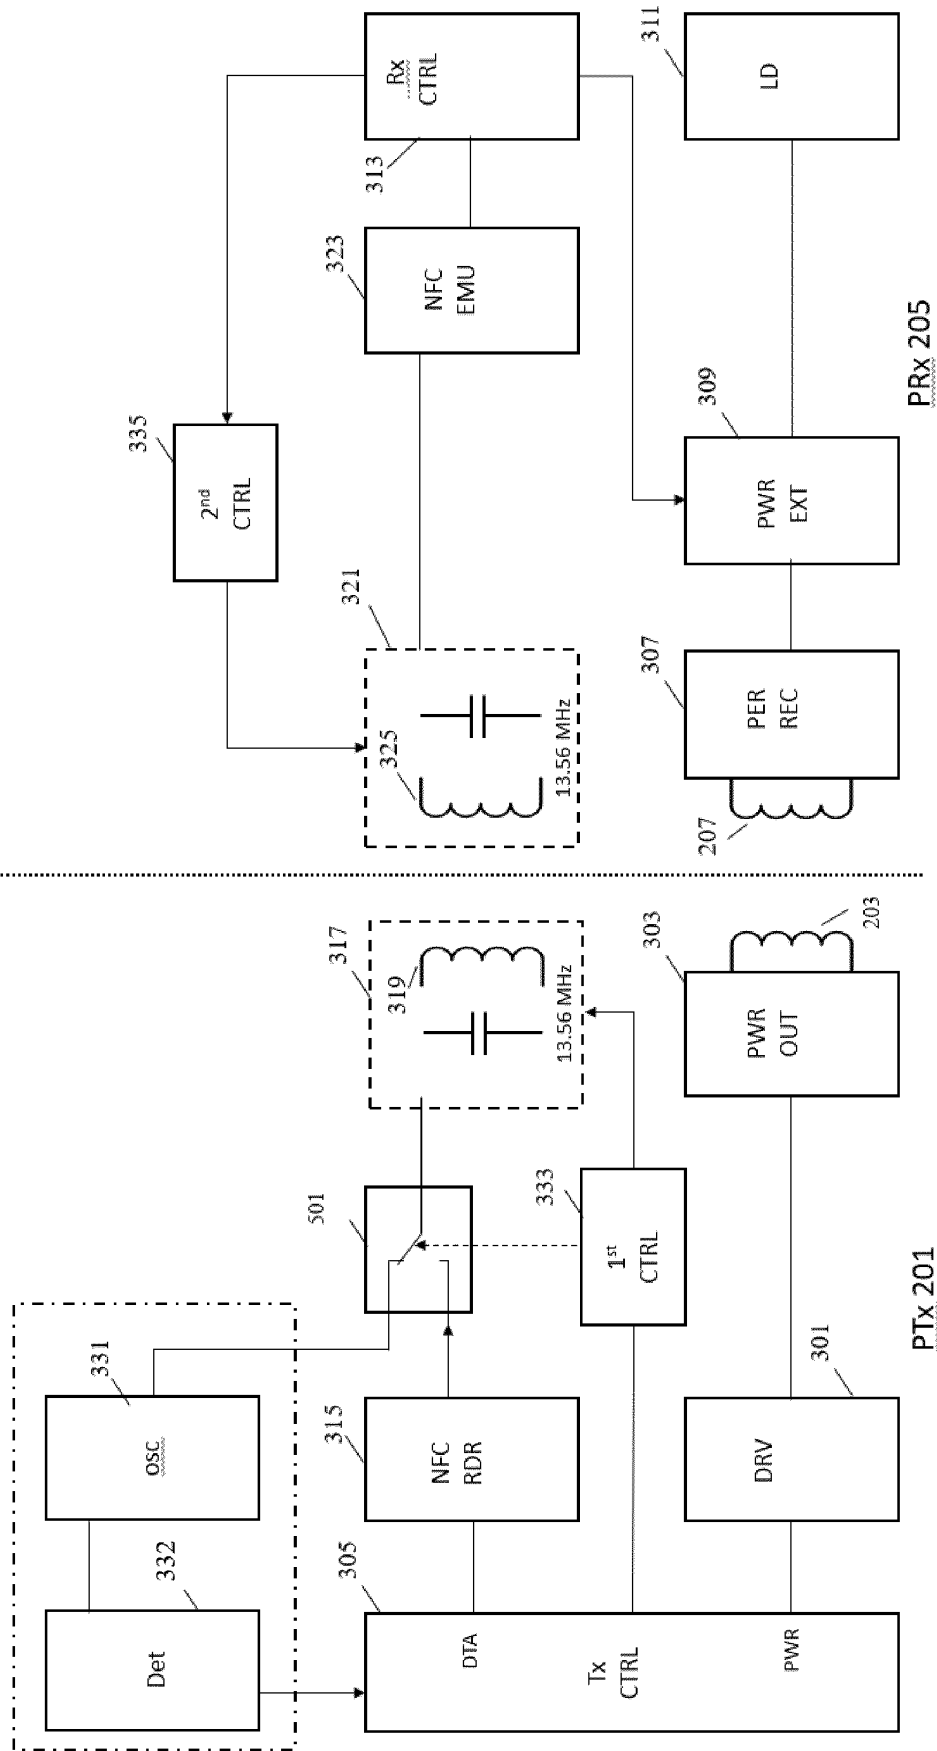 335
2nd
CTRL
Rx
CTRL
313
323
NFC
EMU
321
325
13.56 MHz
311
LD
309
PWR
EXT
307
PER
REC
207
PRx 205
331
OSC
332
Det
317
319
13.56 MHz
501
315
NFC
RDR
305
DTA
Tx
CTRL
PWR
333
1st
CTRL
303
PWR
OUT
203
301
DRV
PTx 201